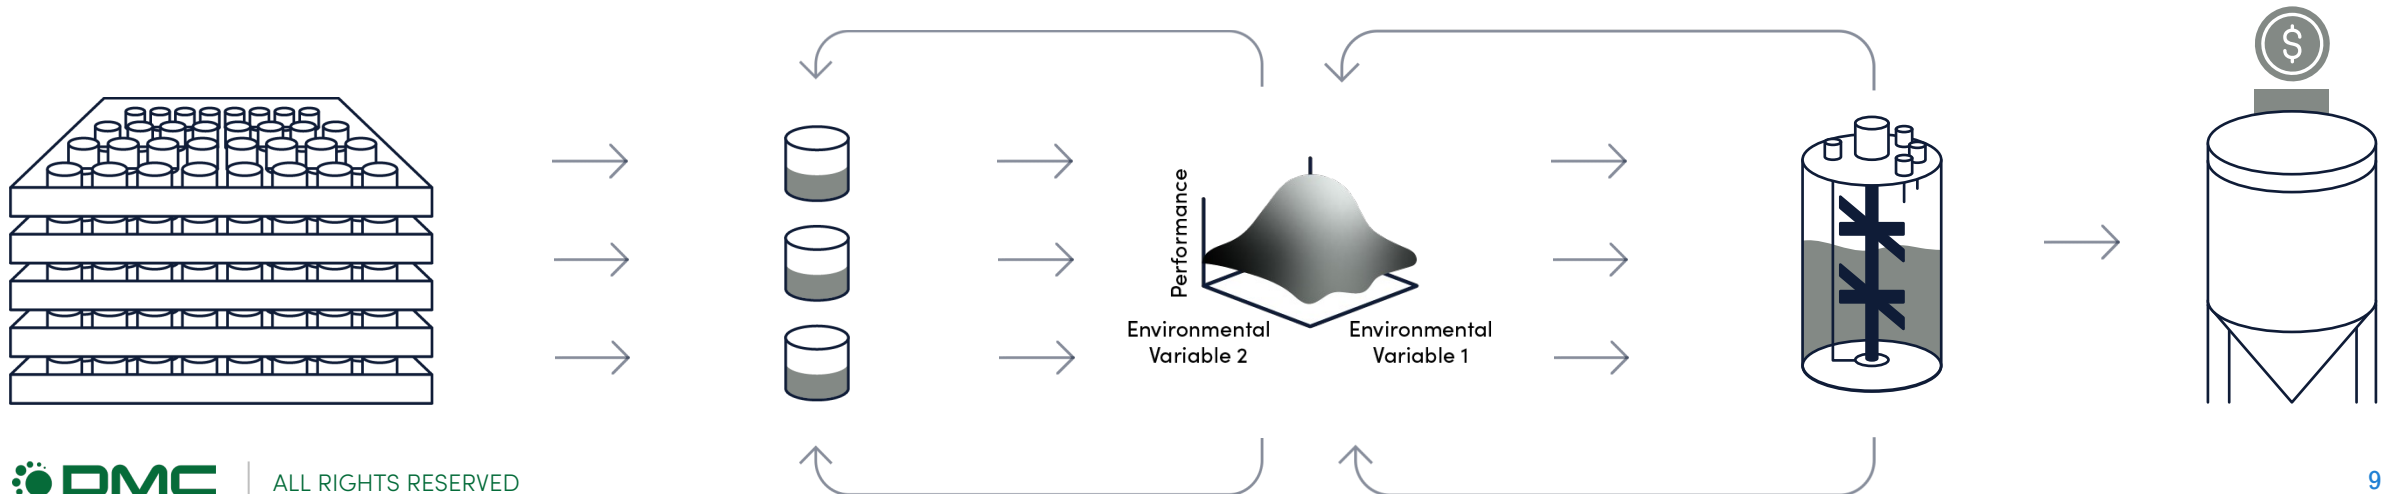 $
Performance
Environmental
Variable 2
Environmental
Variable 1
DMC
ALL RIGHTS RESERVED
9